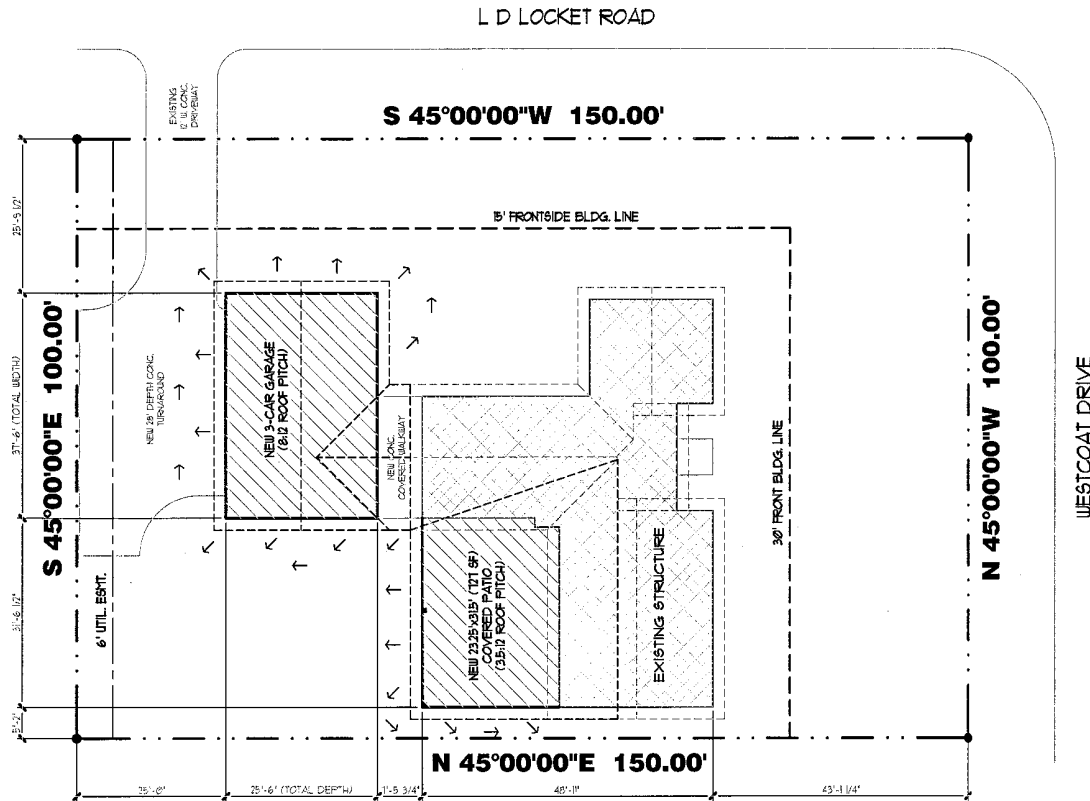 L D LOCKET ROAD
EXISTING
12' W. CONC.
DRIVEWAY
S 45°00'00"W 150.00'
15' FRONTSIDE BLDG. LINE
25'-9 1/2"
37'-6" (TOTAL WIDTH)
31'-6 1/2"
5'-2"
S 45°00'00"E 100.00'
NEW 28' DEPTH CONC.
TURNAROUND
NEW 3-CAR GARAGE
(8:12 ROOF PITCH)
NEW CONC.
COVERED WALKWAY
6' UTIL. ESMT.
NEW 23.25'x31.5' (727 SF)
COVERED PATIO
(3.5:12 ROOF PITCH)
EXISTING STRUCTURE
30' FRONT BLDG. LINE
N 45°00'00"W 100.00'
WESTCOAT DRIVE
N 45°00'00"E 150.00'
25'-6" (TOTAL DEPTH)
48'-11"
43'-1 1/4"